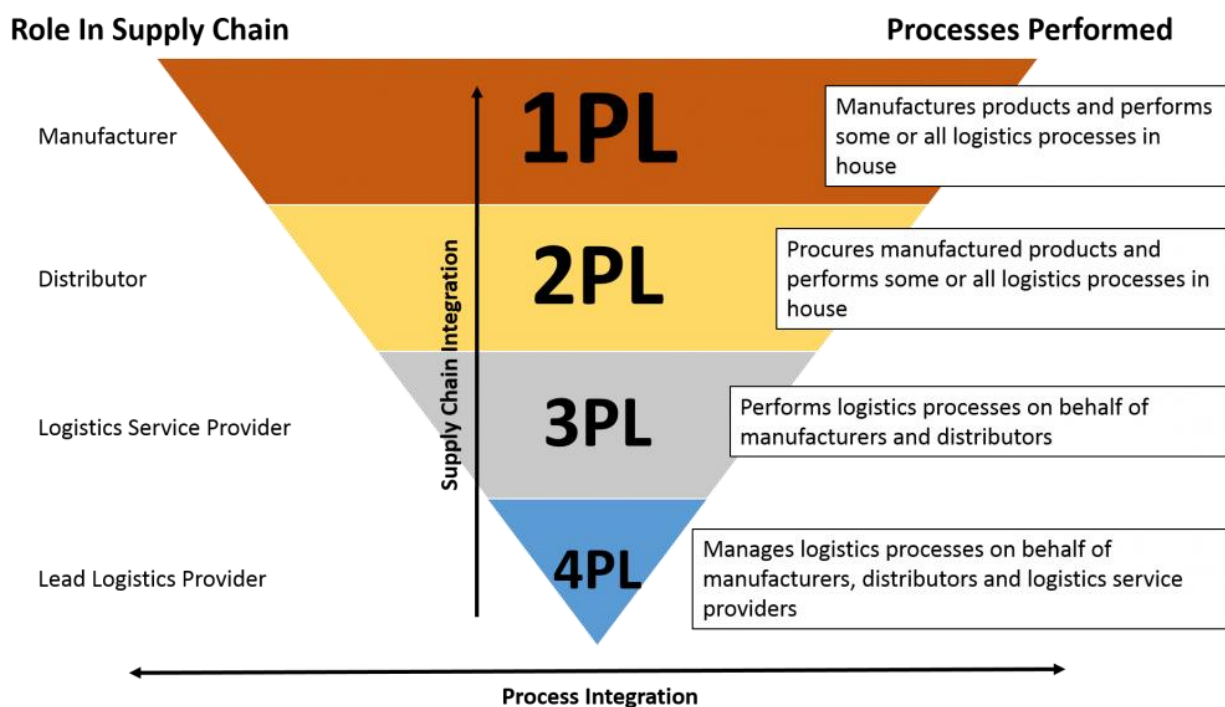 Role In Supply Chain
Processes Performed
Manufacturer
1PL
Manufactures products and performs
some or all logistics processes in
house
Distributor
2PL
Procures manufactured products and
performs some or all logistics processes in
house
Supply Chain Integration
Logistics Service Provider
3PL
Performs logistics processes on behalf of
manufacturers and distributors
Lead Logistics Provider
4PL
Manages logistics processes on behalf of
manufacturers, distributors and logistics service
providers
Process Integration